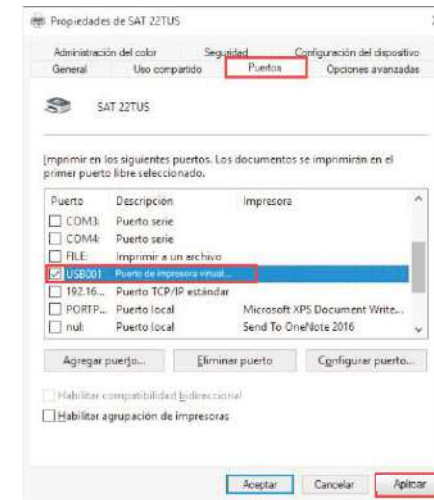 Propiedades de SAT 22TUS
Administración del color Seguridad Configuración del dispositivo
General Uso compartido Puertos Opciones avanzadas
SAT 22TUS
Imprimir en los siguientes puertos. Los documentos se imprimirán en el
primer puerto libre seleccionado.
Puerto Descripción Impresora
COM3: Puerto serie
COM4: Puerto serie
FILE: Imprimir a un archivo
USB001 Puerto de impresora virtual...
192.16... Puerto TCP/IP estándar
PORTP... Puerto local Microsoft XPS Document Write...
nul: Puerto local Send To OneNote 2016
Agregar puerto... Eliminar puerto Configurar puerto...
Habilitar compatibilidad bidireccional
Habilitar agrupación de impresoras
Aceptar Cancelar Aplicar